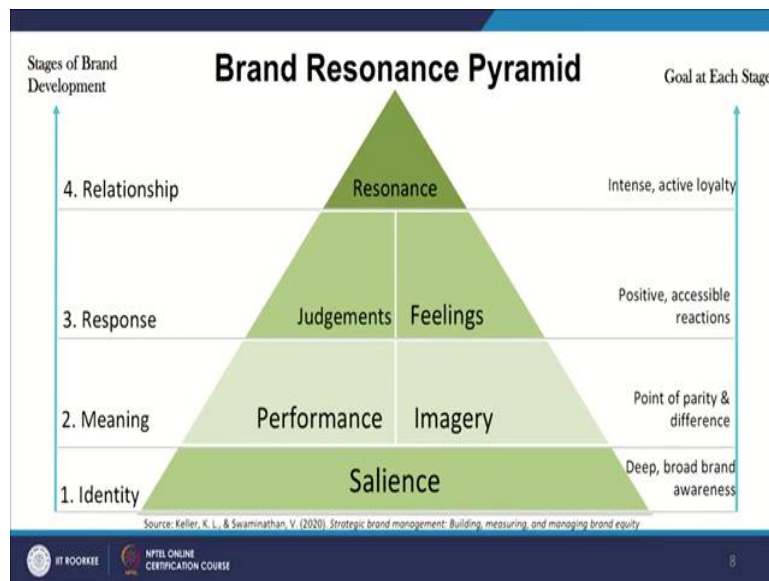 Stages of Brand
Development
Brand Resonance Pyramid
Goal at Each Stage
4. Relationship
Resonance
Intense, active loyalty
3. Response
Judgements
Feelings
Positive, accessible
reactions
2. Meaning
Performance
Imagery
Point of parity &
difference
1. Identity
Salience
Deep, broad brand
awareness
Source: Keller, K. L., & Swaminathan, V. (2020). Strategic brand management: Building, measuring, and managing brand equity
IIT ROORKEE
NPTEL ONLINE
CERTIFICATION COURSE
8